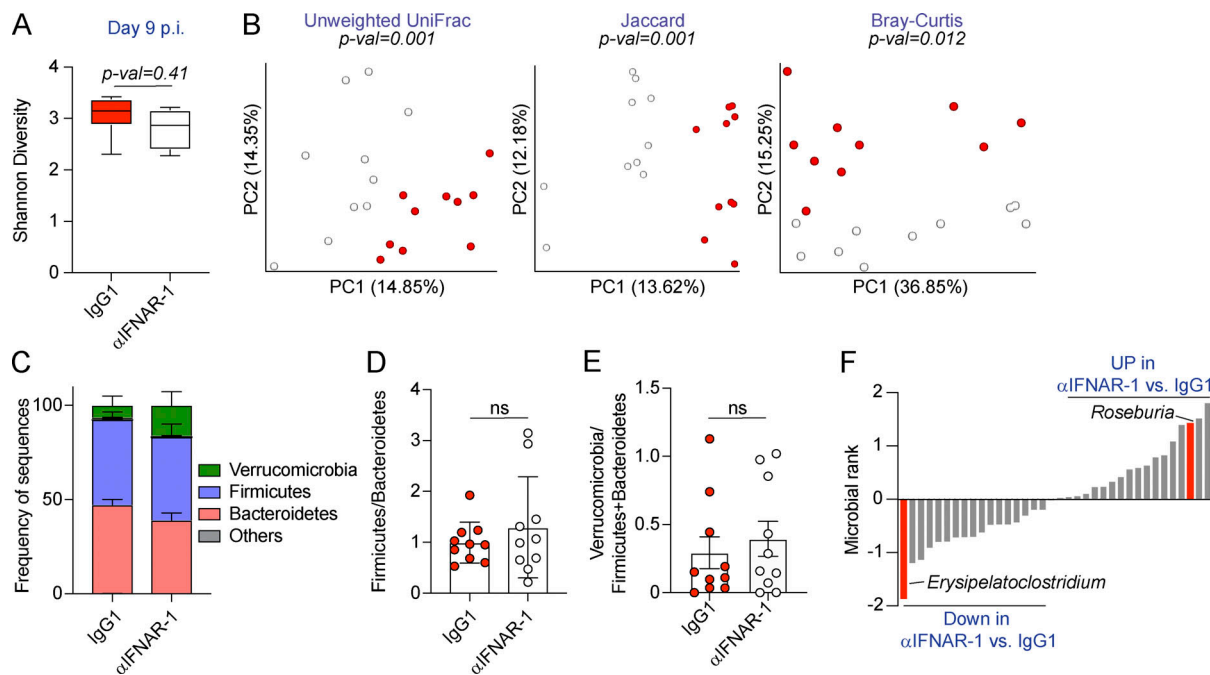 A
Day 9 p.i.
p-val=0.41
Shannon Diversity
4
3
2
1
0
IgG1
αIFNAR-1
B
Unweighted UniFrac
p-val=0.001
PC2 (14.35%)
PC1 (14.85%)
Jaccard
p-val=0.001
PC2 (12.18%)
PC1 (13.62%)
Bray-Curtis
p-val=0.012
PC2 (15.25%)
PC1 (36.85%)
C
Frequency of sequences
100
50
0
IgG1
αIFNAR-1
Verrucomicrobia
Firmicutes
Bacteroidetes
Others
D
Firmicutes/Bacteroidetes
4
3
2
1
0
ns
IgG1
αIFNAR-1
E
Verrucomicrobia/
Firmicutes+Bacteroidetes
1.5
1.0
0.5
0.0
ns
IgG1
αIFNAR-1
F
UP in
αIFNAR-1 vs. IgG1
Microbial rank
2
1
0
-1
-2
Roseburia
Erysipelatoclostridium
Down in
αIFNAR-1 vs. IgG1